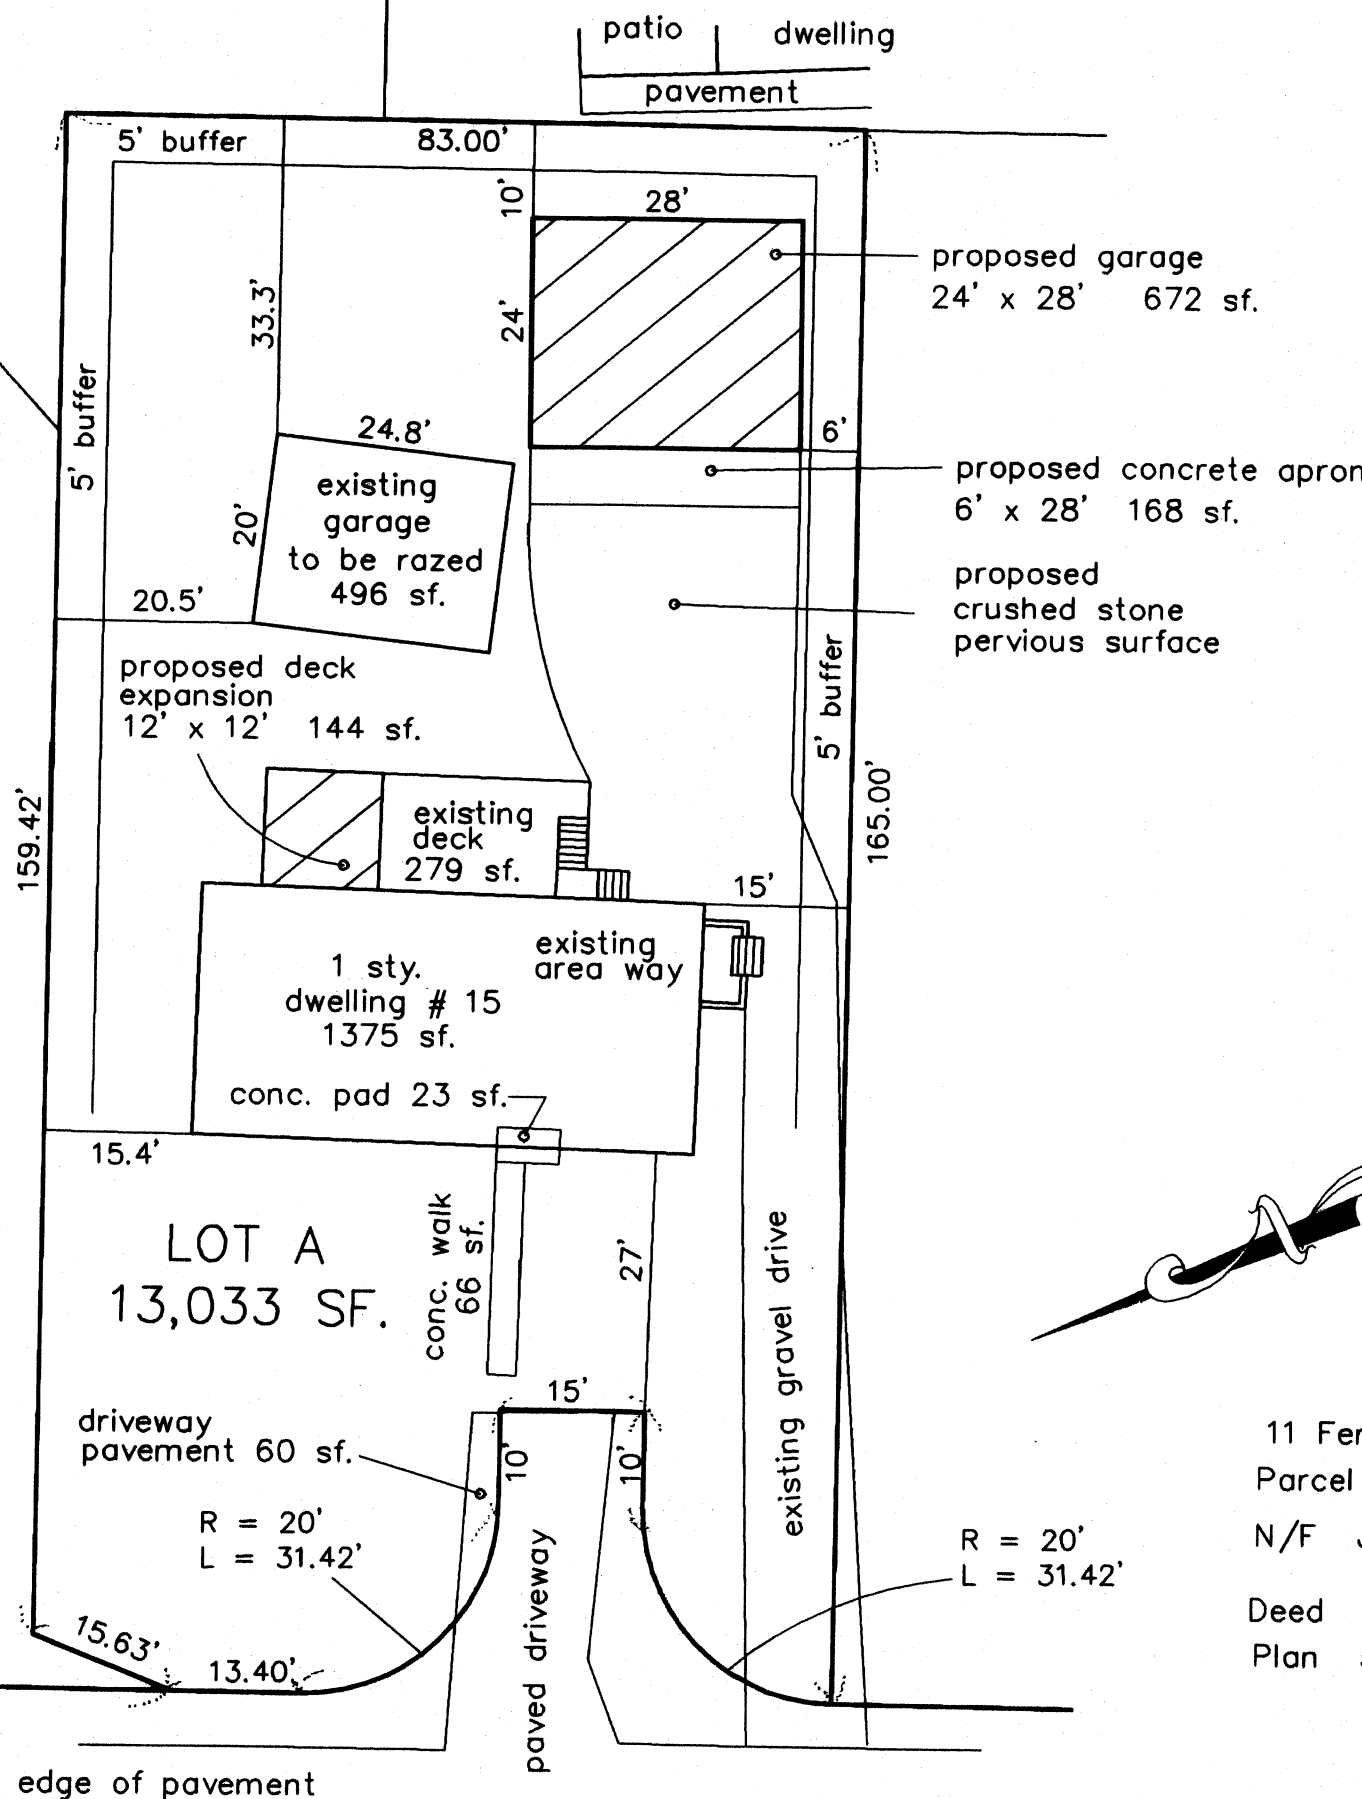 patio
dwelling
pavement
5' buffer
83.00'
10'
28'
proposed garage
24' x 28' 672 sf.
33.3'
24'
5' buffer
24.8'
6'
existing
garage
to be razed
496 sf.
20'
proposed concrete apron
6' x 28' 168 sf.
proposed
crushed stone
pervious surface
20.5'
proposed deck
expansion
12' x 12' 144 sf.
5' buffer
159.42'
165.00'
existing
deck
279 sf.
15'
existing
area way
1 sty.
dwelling # 15
1375 sf.
conc. pad 23 sf.
15.4'
LOT A
13,033 SF.
conc. walk
66 sf.
27'
existing gravel drive
15'
driveway
pavement 60 sf.
10'
10'
R = 20'
L = 31.42'
paved driveway
R = 20'
L = 31.42'
15.63'
13.40'
edge of pavement
11 Fer
Parcel
N/F
Deed
Plan